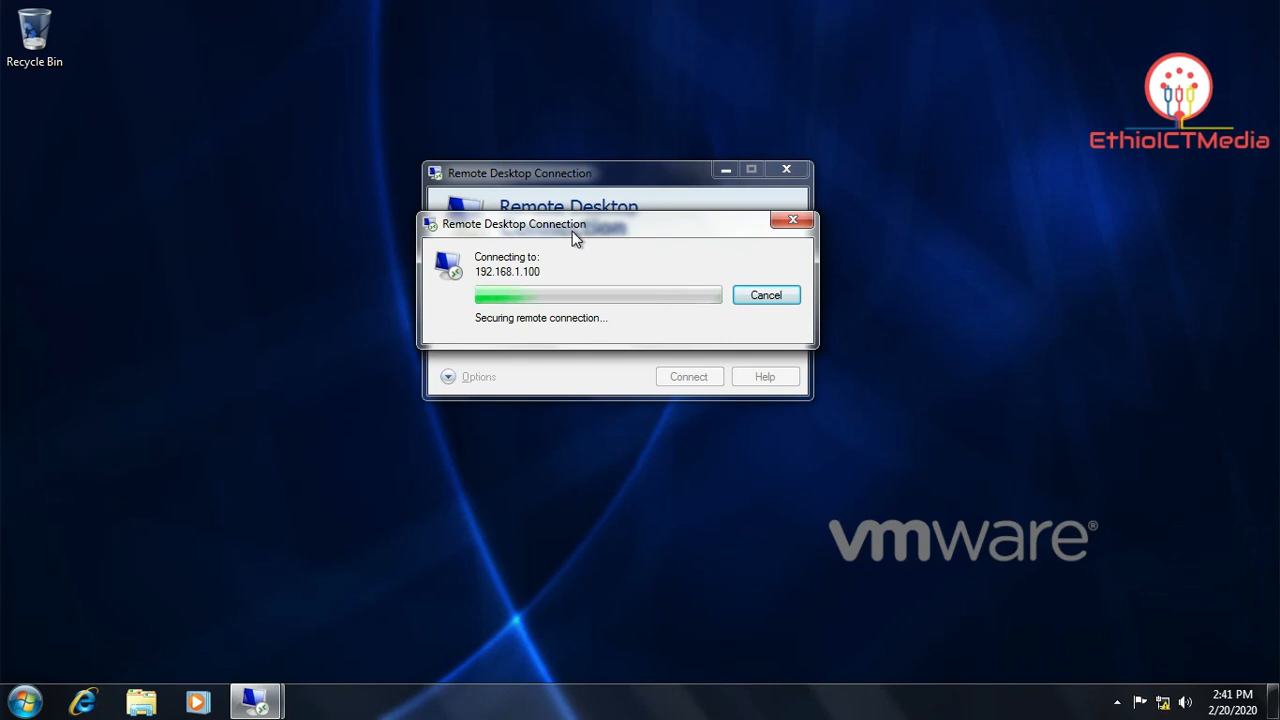 Recycle Bin
EthioICTMedia
Remote Desktop Connection
Remote Desktop
Remote Desktop Connection
Connecting to:
192.168.1.100
Cancel
Securing remote connection...
Options
Connect
Help
vmware®
2:41 PM
2/20/2020